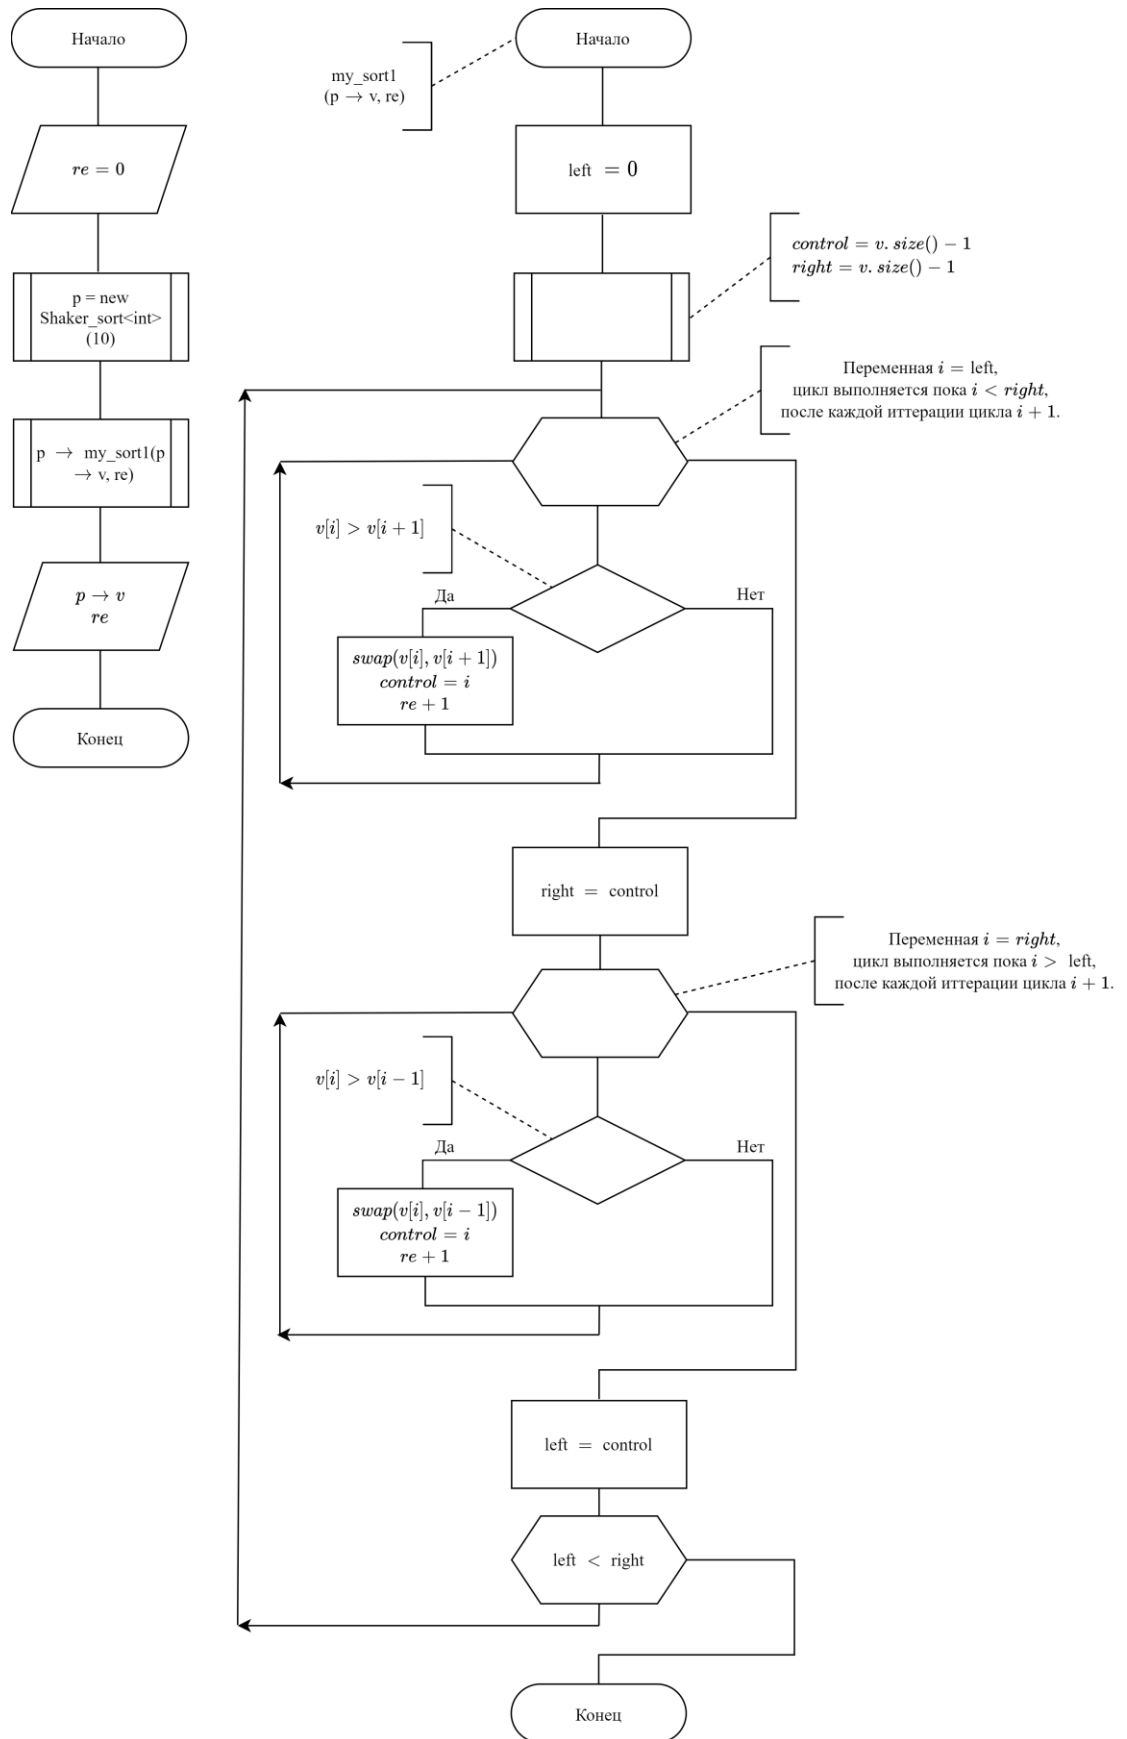 Начало
re = 0
p = new
Shaker_sort<int>
(10)
p → my_sort1(p
→ v, re)
p → v
re
Конец
Начало
my_sort1
(p → v, re)
left = 0
control = v. size() − 1
right = v. size() − 1
Переменная i = left,
цикл выполняется пока i < right,
после каждой иттерации цикла i + 1.
v[i] > v[i + 1]
Да
Нет
swap(v[i], v[i + 1])
control = i
re + 1
right = control
Переменная i = right,
цикл выполняется пока i > left,
после каждой иттерации цикла i + 1.
v[i] > v[i − 1]
Да
Нет
swap(v[i], v[i − 1])
control = i
re + 1
left = control
left < right
Конец